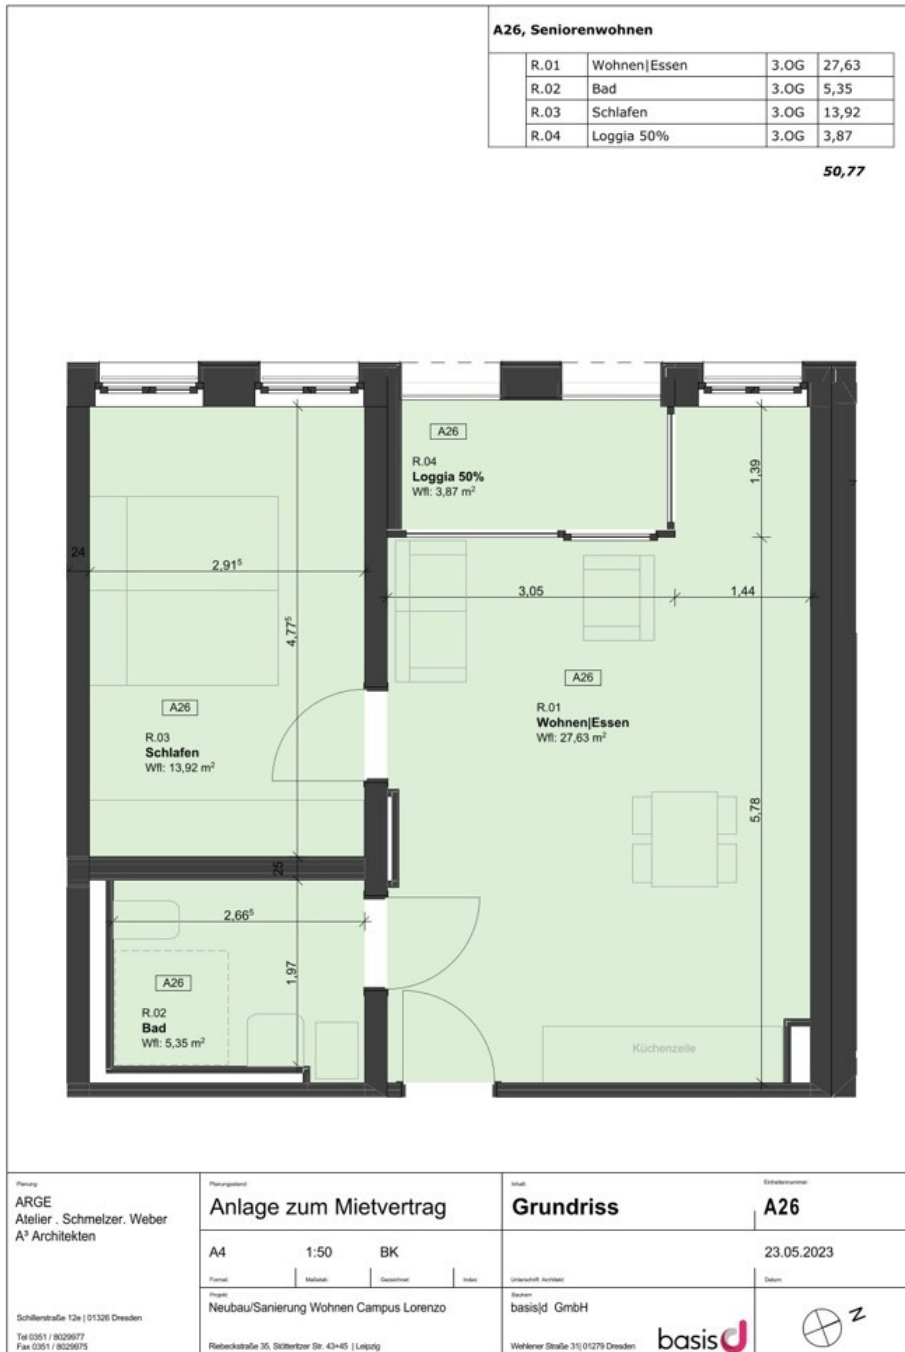 A26, Seniorenwohnen
R.01 Wohnen|Essen 3.OG 27,63
R.02 Bad 3.OG 5,35
R.03 Schlafen 3.OG 13,92
R.04 Loggia 50% 3.OG 3,87
50,77
A26
R.04
Loggia 50%
Wfl: 3,87 m²
1,39
24
2,91⁵
3,05
1,44
4,77⁵
A26
R.01
Wohnen|Essen
Wfl: 27,63 m²
A26
R.03
Schlafen
Wfl: 13,92 m²
5,78
25
2,66⁵
1,97
A26
R.02
Bad
Wfl: 5,35 m²
Küchenzeile
Planung
ARGE
Atelier . Schmelzer. Weber
A³ Architekten
Schillerstraße 12e | 01326 Dresden
Tel 0351 / 8029977
Fax 0351 / 8029975
Planungsstand
Anlage zum Mietvertrag
A4 1:50 BK
Format Maßstab: Gezeichnet Index
Projekt
Neubau/Sanierung Wohnen Campus Lorenzo
Riebeckstraße 35, Stötteritzer Str. 43+45 | Leipzig
Inhalt
Grundriss
Einheitennummer:
A26
23.05.2023
Unterschrift Architekt Datum
Bauherr
basis|d GmbH
Wehlener Straße 31| 01279 Dresden
basis d
N